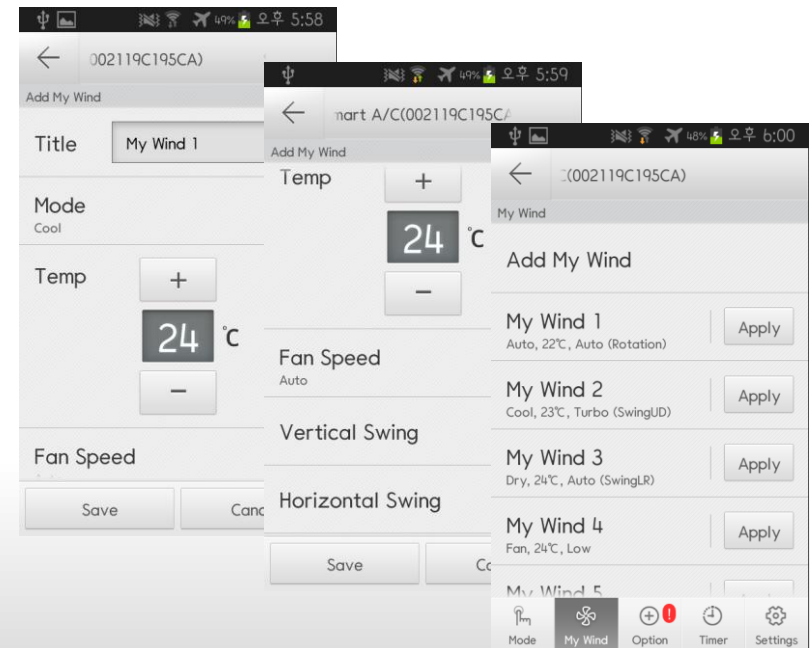 49% 오후 5:58
002119C195CA)
Add My Wind
Title My Wind 1
Mode
Cool
Temp +
24 °C
−
Fan Speed
Save
49% 오후 5:59
mart A/C(002119C195CA
Add My Wind
Temp +
24 °C
−
Fan Speed
Auto
Vertical Swing
Horizontal Swing
Save
48% 오후 6:00
(002119C195CA)
My Wind
Add My Wind
My Wind 1
Auto, 22℃, Auto (Rotation)
Apply
My Wind 2
Cool, 23℃, Turbo (SwingUD)
Apply
My Wind 3
Dry, 24℃, Auto (SwingLR)
Apply
My Wind 4
Fan, 24℃, Low
Apply
My Wind 5
Mode My Wind Option ! Timer Settings